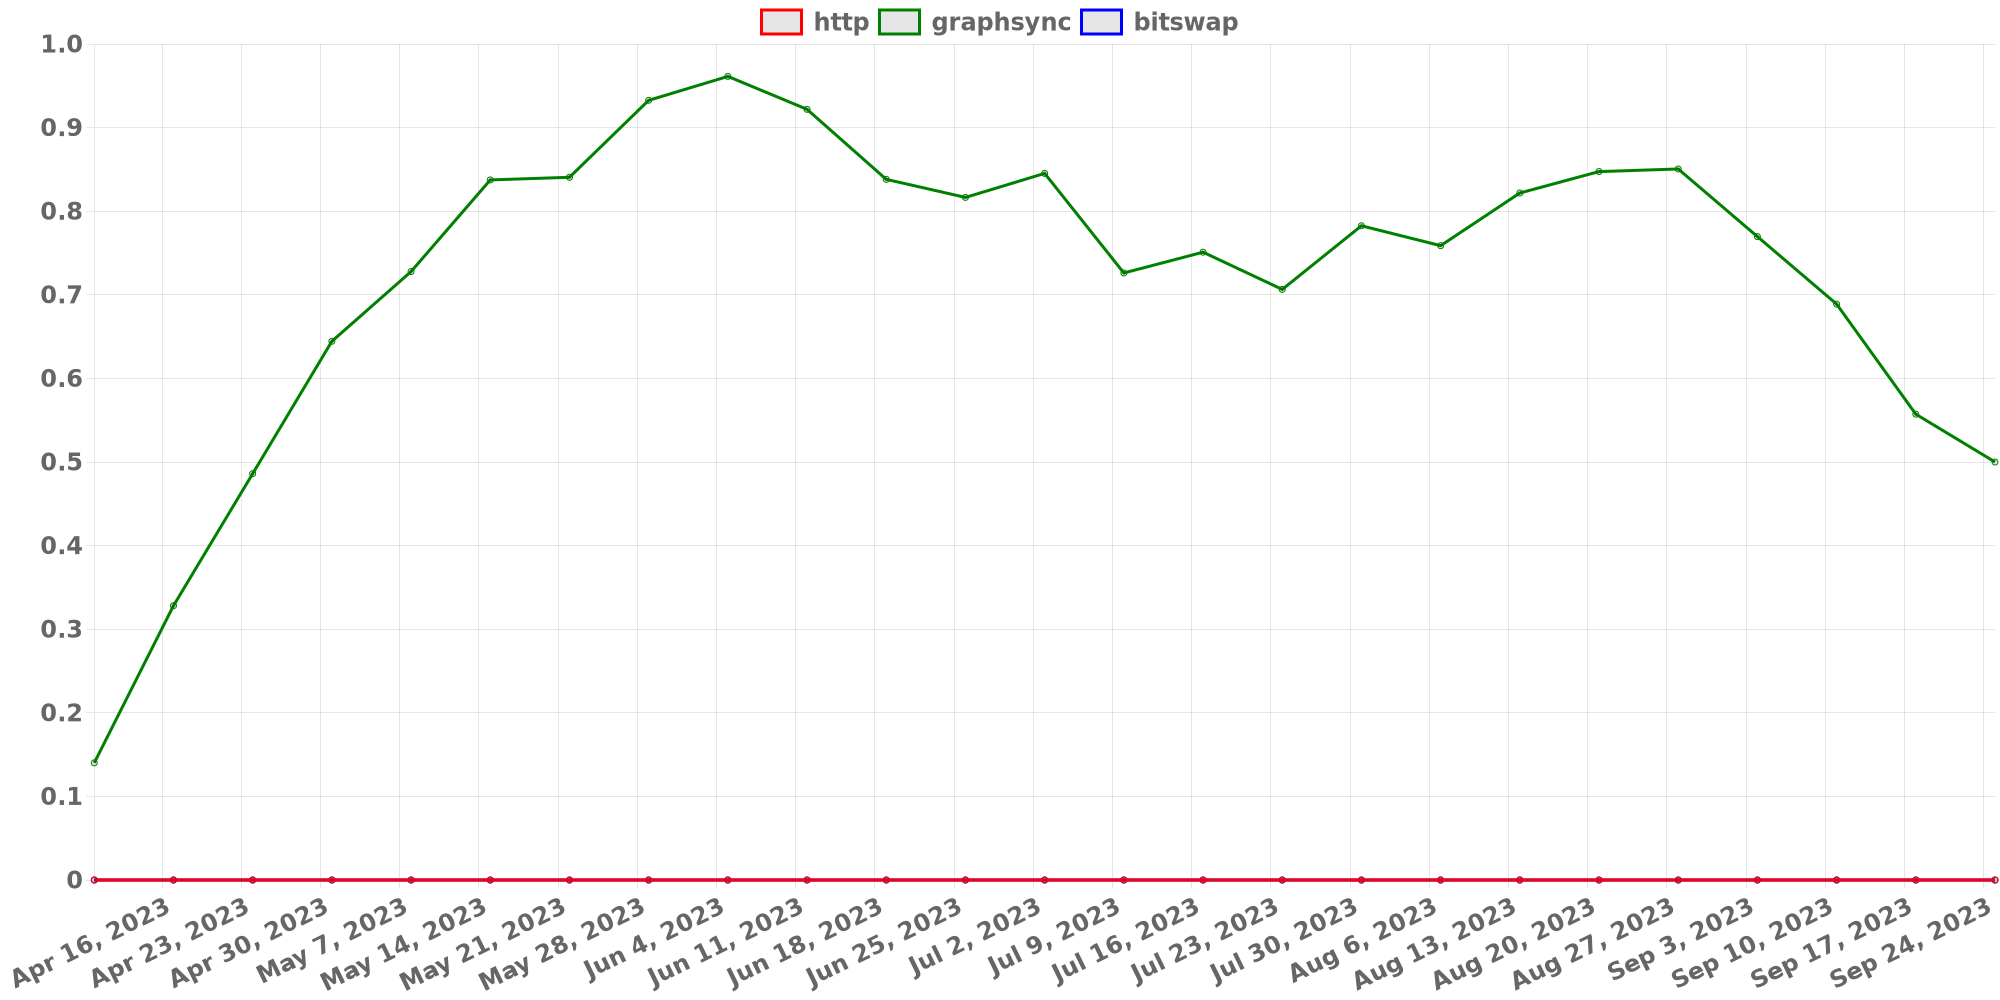 http graphsync bitswap
1.0
0.9
0.8
0.7
0.6
0.5
0.4
0.3
0.2
0.1
0
Apr 16, 2023
Apr 23, 2023
Apr 30, 2023
May 7, 2023
May 14, 2023
May 21, 2023
May 28, 2023
Jun 4, 2023
Jun 11, 2023
Jun 18, 2023
Jun 25, 2023
Jul 2, 2023
Jul 9, 2023
Jul 16, 2023
Jul 23, 2023
Jul 30, 2023
Aug 6, 2023
Aug 13, 2023
Aug 20, 2023
Aug 27, 2023
Sep 3, 2023
Sep 10, 2023
Sep 17, 2023
Sep 24, 2023